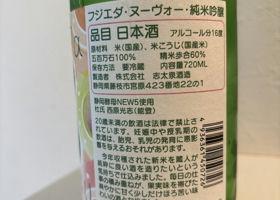 フジエダ・ヌーヴォー・純米吟醸
品目 日本酒 アルコール分16度
原材料 米(国産)、米こうじ(国産米)
五百万石100% 精米歩合60%
保存方法 要冷蔵 内容量720ML
製造者 株式会社 志太泉酒造
静岡県藤枝市宮原423の22の1
静岡酵母NEW5使用
杜氏 西原光志(能登)
20歳未満の飲酒は法律で禁止され
ています。妊娠中や授乳期の
飲酒は、胎児、乳児の発育に悪影
響を与えるおそれがあります。
今年収穫された新米を蔵人が